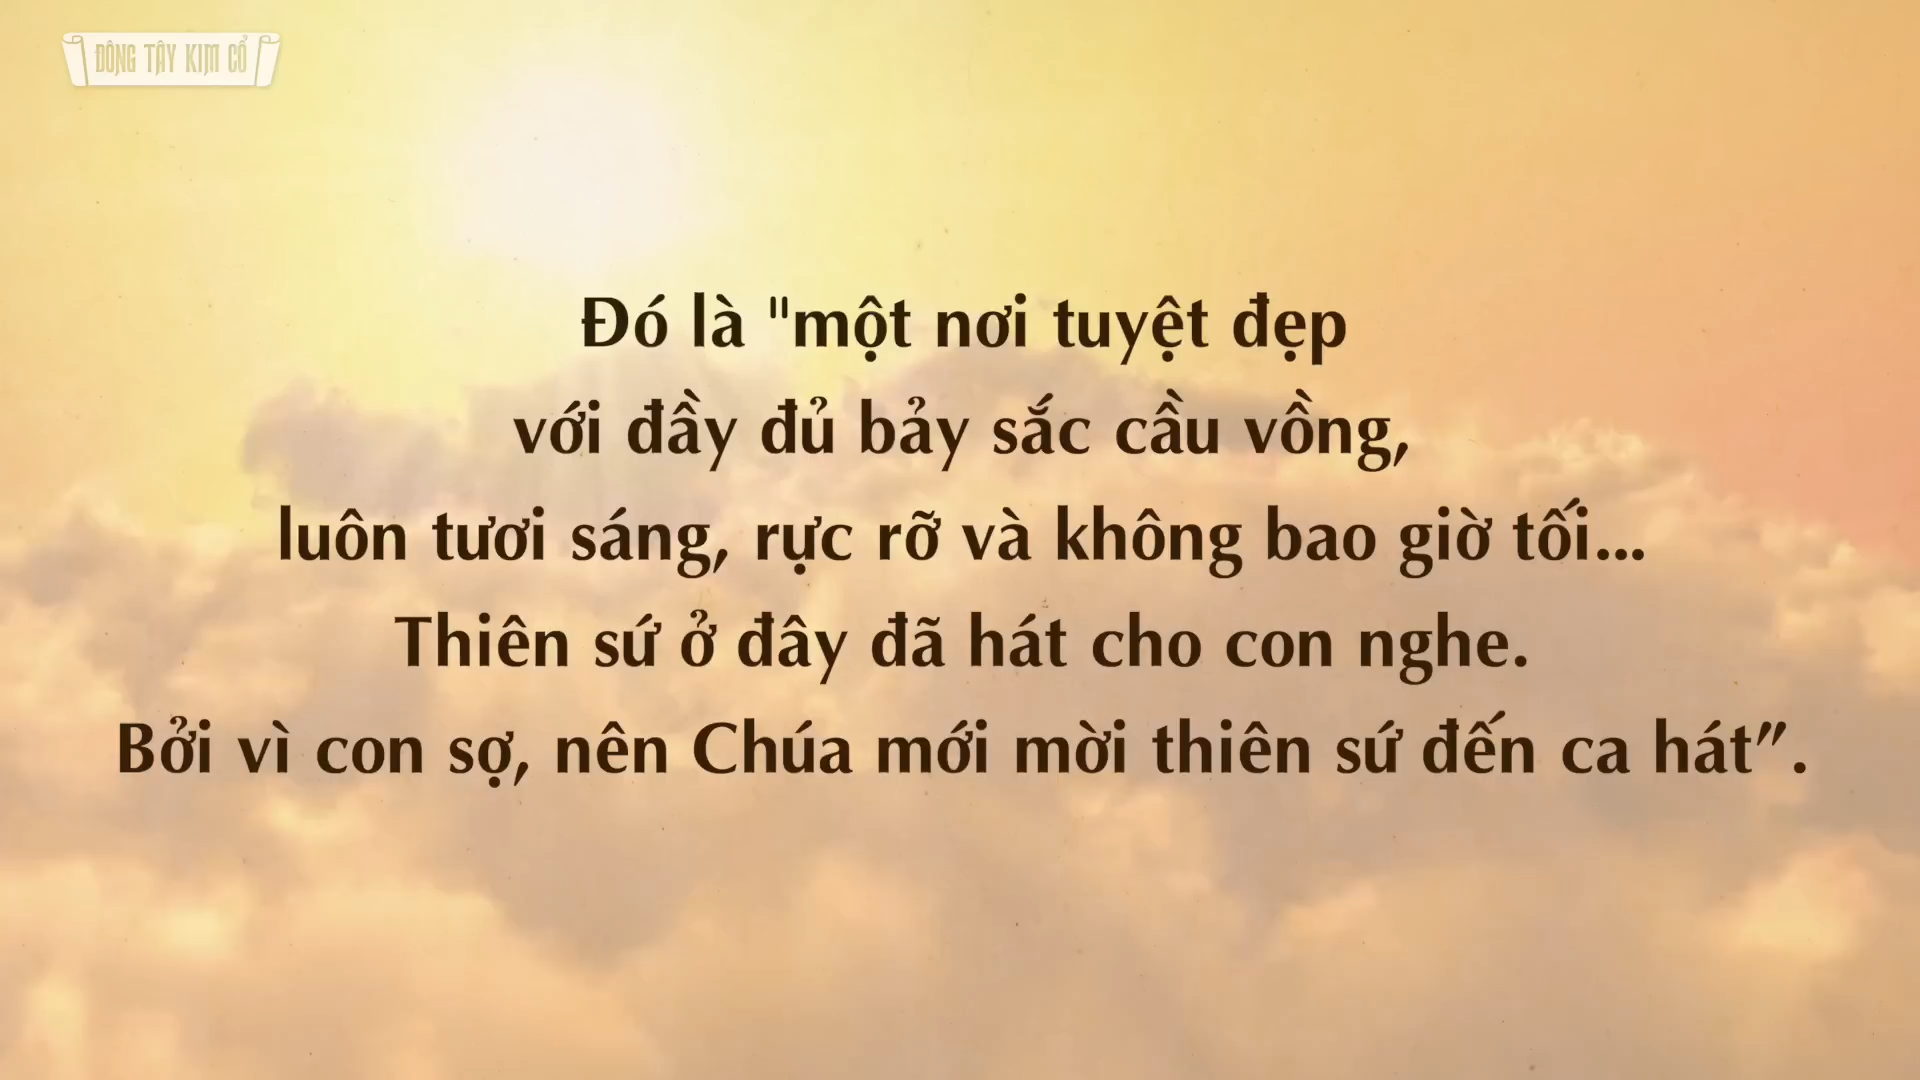 ĐÔNG TÂY KIM CỔ
Đó là "một nơi tuyệt đẹp
với đầy đủ bảy sắc cầu vồng,
luôn tươi sáng, rực rỡ và không bao giờ tối...
Thiên sứ ở đây đã hát cho con nghe.
Bởi vì con sợ, nên Chúa mới mời thiên sứ đến ca hát”.